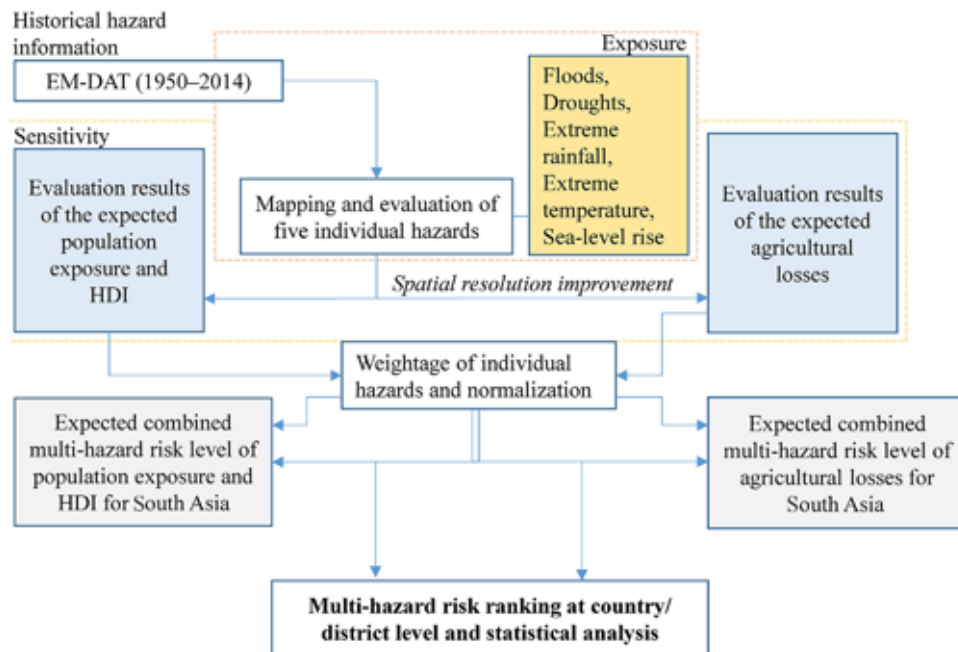 Historical hazard
information
EM-DAT (1950–2014)
Exposure
Floods,
Droughts,
Extreme
rainfall,
Extreme
temperature,
Sea-level rise
Sensitivity
Evaluation results
of the expected
population
exposure and
HDI
Mapping and evaluation of
five individual hazards
Evaluation results
of the expected
agricultural
losses
Spatial resolution improvement
Weightage of individual
hazards and normalization
Expected combined
multi-hazard risk level of
population exposure and
HDI for South Asia
Expected combined
multi-hazard risk level of
agricultural losses for
South Asia
Multi-hazard risk ranking at country/
district level and statistical analysis